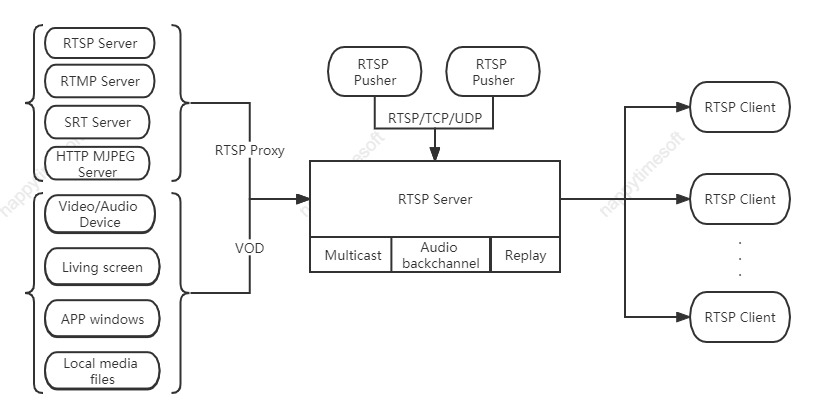 RTSP Server
RTMP Server
SRT Server
HTTP MJPEG
Server
Video/Audio
Device
Living screen
APP windows
Local media
files
RTSP Proxy
VOD
RTSP
Pusher
RTSP
Pusher
RTSP/TCP/UDP
RTSP Server
Multicast
Audio
backchannel
Replay
RTSP Client
RTSP Client
RTSP Client
happytimesoft